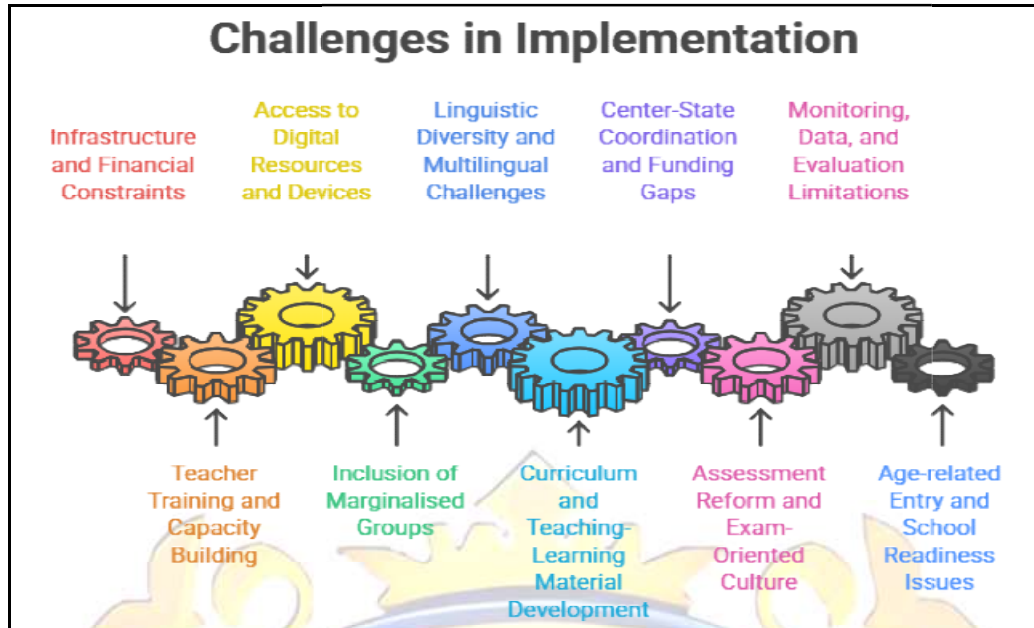 Challenges in Implementation
Infrastructure
and Financial
Constraints
Access to
Digital
Resources
and Devices
Linguistic
Diversity and
Multilingual
Challenges
Center-State
Coordination
and Funding
Gaps
Monitoring,
Data, and
Evaluation
Limitations
Teacher
Training and
Capacity
Building
Inclusion of
Marginalised
Groups
Curriculum
and
Teaching-
Learning
Material
Development
Assessment
Reform and
Exam-
Oriented
Culture
Age-related
Entry and
School
Readiness
Issues